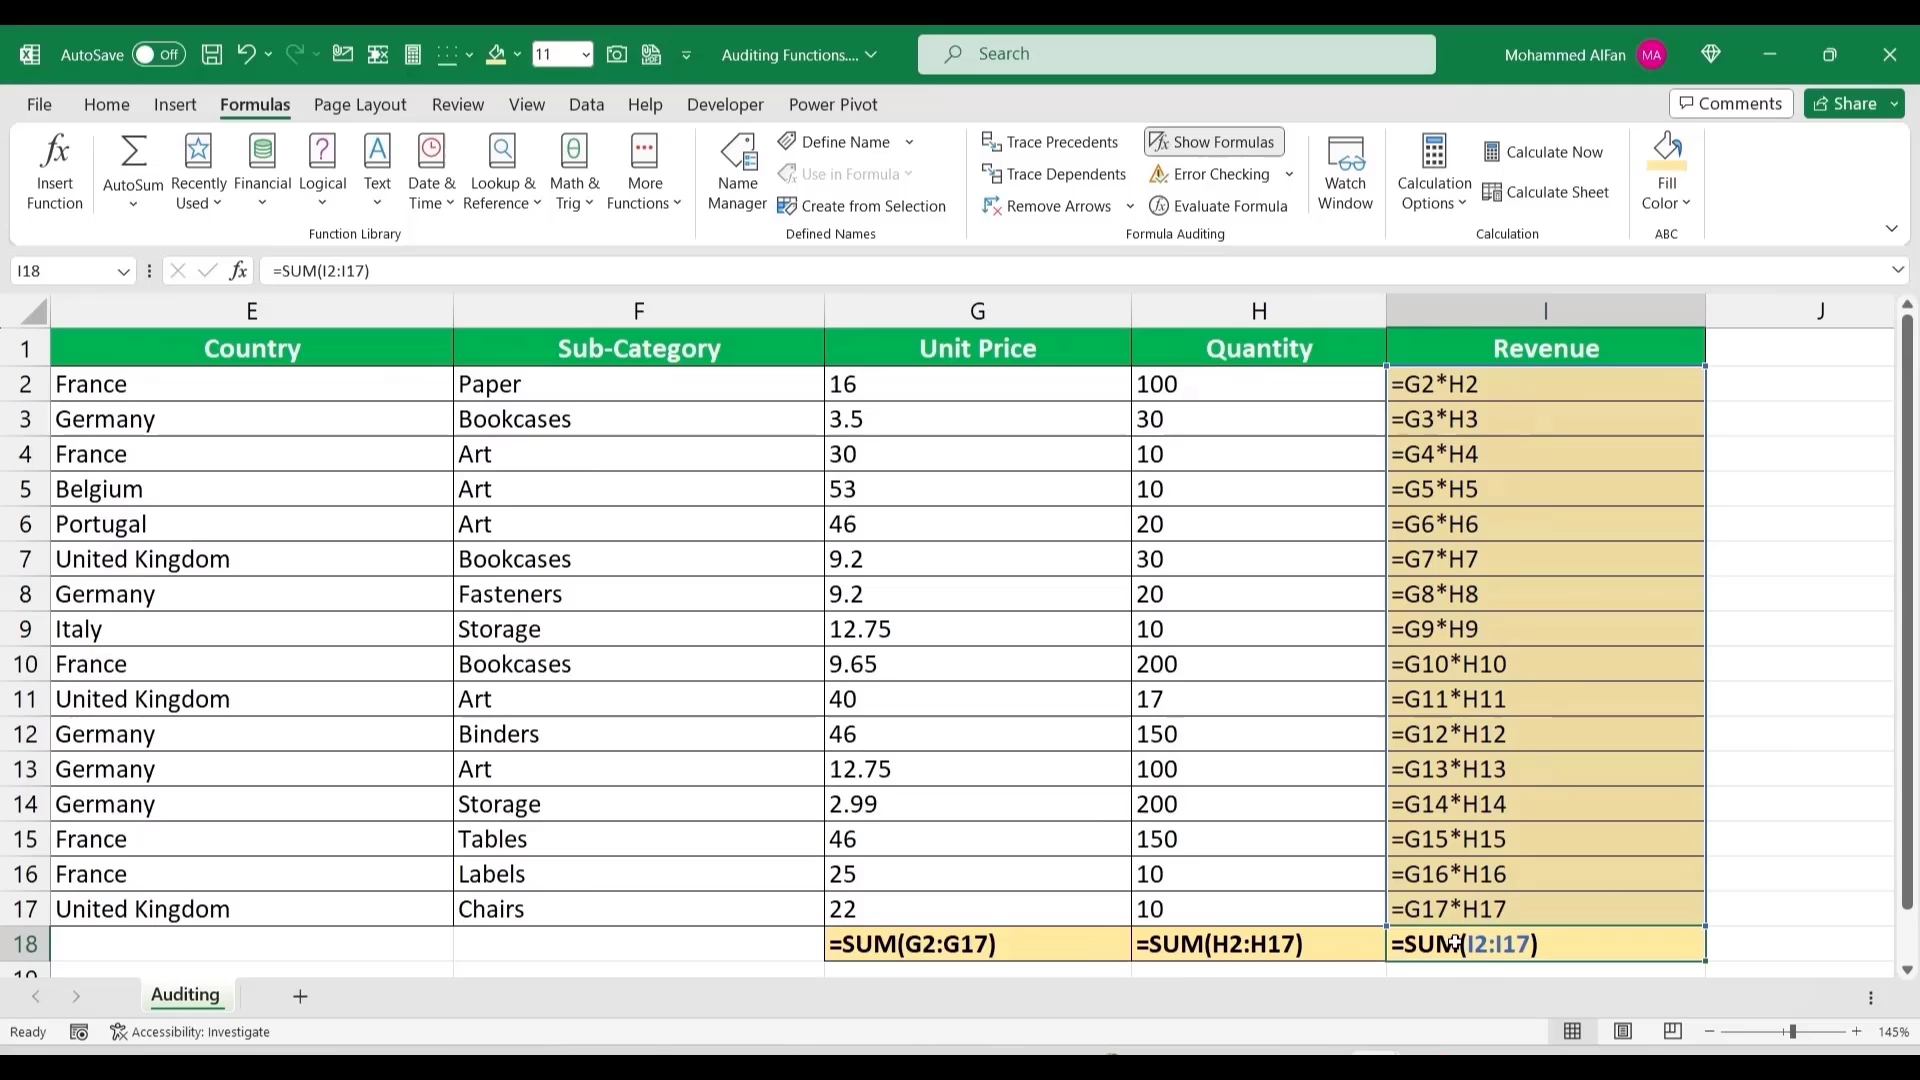 AutoSave Off 11 Auditing Functions.... Search Mohammed AlFan MA
File Home Insert Formulas Page Layout Review View Data Help Developer Power Pivot Comments Share
Insert Function
AutoSum
Recently Used
Financial
Logical
Text
Date & Time
Lookup & Reference
Math & Trig
More Functions
Function Library
Name Manager
Define Name
Use in Formula
Create from Selection
Defined Names
Trace Precedents
Trace Dependents
Remove Arrows
Show Formulas
Error Checking
Evaluate Formula
Formula Auditing
Watch Window
Calculation Options
Calculate Now
Calculate Sheet
Calculation
Fill Color
ABC
I18 fx =SUM(I2:I17)
E F G H I J
1 Country Sub-Category Unit Price Quantity Revenue
2 France Paper 16 100 =G2*H2
3 Germany Bookcases 3.5 30 =G3*H3
4 France Art 30 10 =G4*H4
5 Belgium Art 53 10 =G5*H5
6 Portugal Art 46 20 =G6*H6
7 United Kingdom Bookcases 9.2 30 =G7*H7
8 Germany Fasteners 9.2 20 =G8*H8
9 Italy Storage 12.75 10 =G9*H9
10 France Bookcases 9.65 200 =G10*H10
11 United Kingdom Art 40 17 =G11*H11
12 Germany Binders 46 150 =G12*H12
13 Germany Art 12.75 100 =G13*H13
14 Germany Storage 2.99 200 =G14*H14
15 France Tables 46 150 =G15*H15
16 France Labels 25 10 =G16*H16
17 United Kingdom Chairs 22 10 =G17*H17
18 =SUM(G2:G17) =SUM(H2:H17) =SUM(I2:I17)
Auditing
Ready Accessibility: Investigate 145%